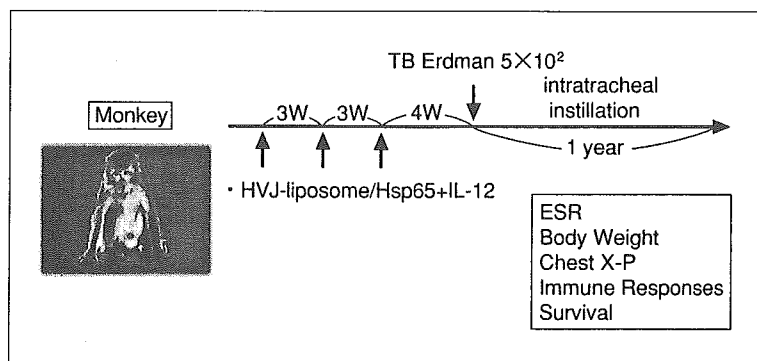 TB Erdman 5×10²
intratracheal
instillation
Monkey
3W 3W 4W
1 year
· HVJ-liposome/Hsp65+IL-12
ESR
Body Weight
Chest X-P
Immune Responses
Survival